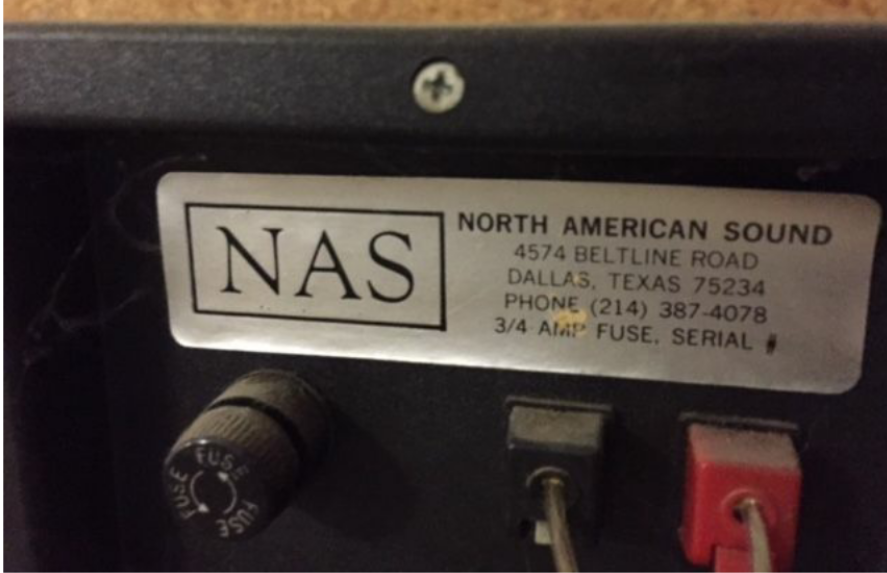 NAS
NORTH AMERICAN SOUND
4574 BELTLINE ROAD
DALLAS, TEXAS 75234
PHONE (214) 387-4078
3/4 AMP FUSE, SERIAL #
FUSE FUSE FUSE